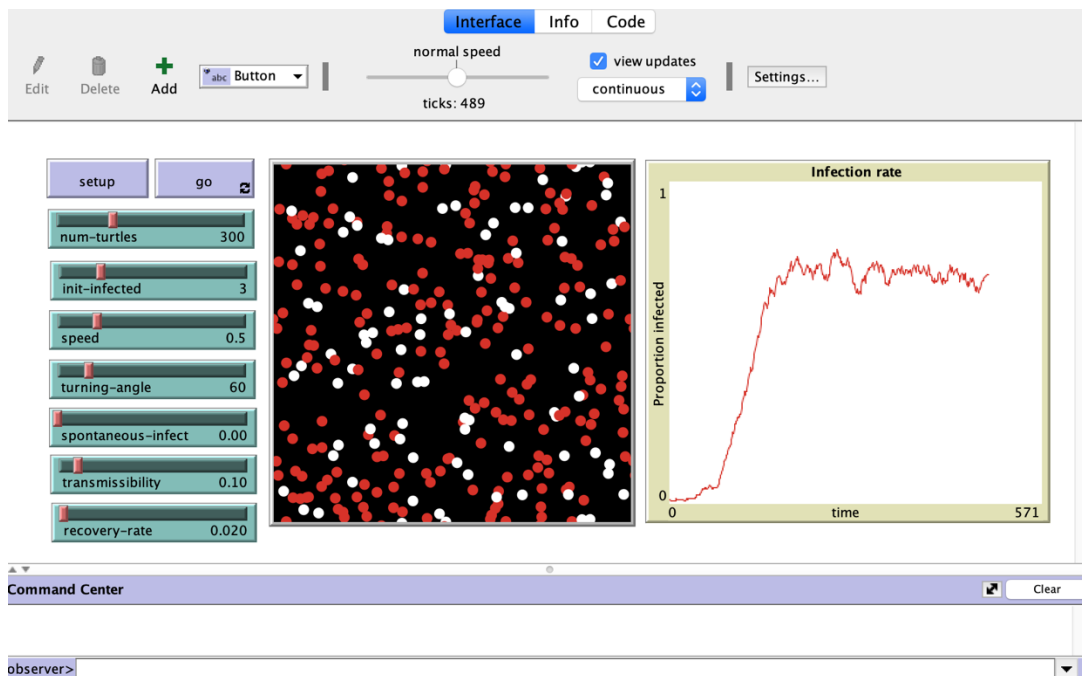 Interface Info Code
normal speed
view updates
Edit Delete Add abc Button continuous Settings...
ticks: 489
setup go
num-turtles 300
init-infected 3
speed 0.5
turning-angle 60
spontaneous-infect 0.00
transmissibility 0.10
recovery-rate 0.020
Infection rate
1
Proportion infected
0
0 time 571
Command Center Clear
observer>